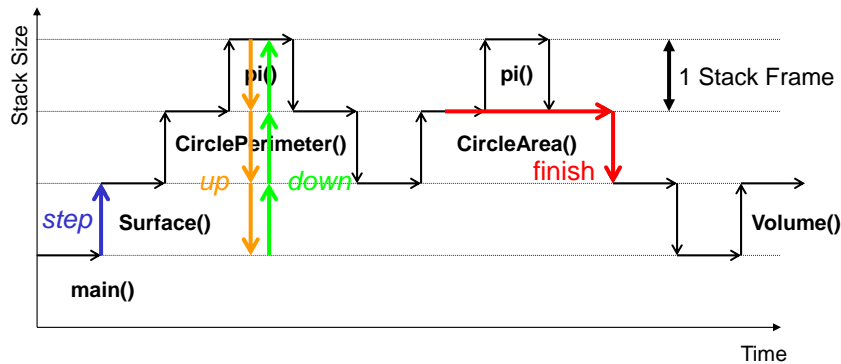 Stack Size
pi()
pi()
1 Stack Frame
CirclePerimeter()
CircleArea()
up
down
finish
step
Surface()
Volume()
main()
Time